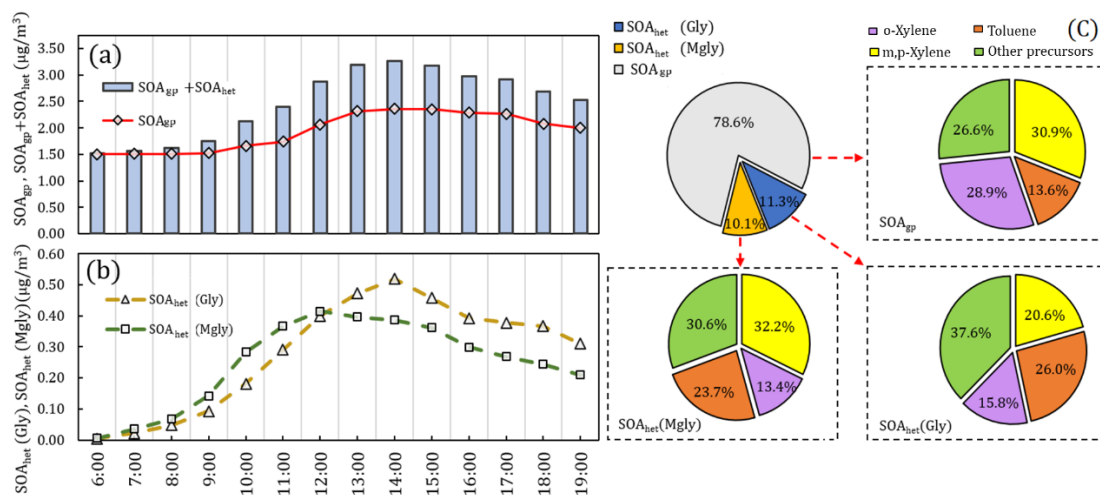 (a)
SOAgp, SOAgp+SOAhet (μg/m³)
3.50
3.00
2.50
2.00
1.50
1.00
0.50
0.00
SOAgp +SOAhet
SOAgp
(b)
SOAhet (Gly), SOAhet (Mgly) (μg/m³)
0.60
0.50
0.40
0.30
0.20
0.10
0.00
SOAhet (Gly)
SOAhet (Mgly)
6:00
7:00
8:00
9:00
10:00
11:00
12:00
13:00
14:00
15:00
16:00
17:00
18:00
19:00
SOAhet (Gly)
SOAhet (Mgly)
SOAgp
78.6%
11.3%
10.1%
(C)
o-Xylene
Toluene
m,p-Xylene
Other precursors
26.6%
30.9%
28.9%
13.6%
SOAgp
30.6%
32.2%
23.7%
13.4%
SOAhet(Mgly)
37.6%
20.6%
26.0%
15.8%
SOAhet(Gly)